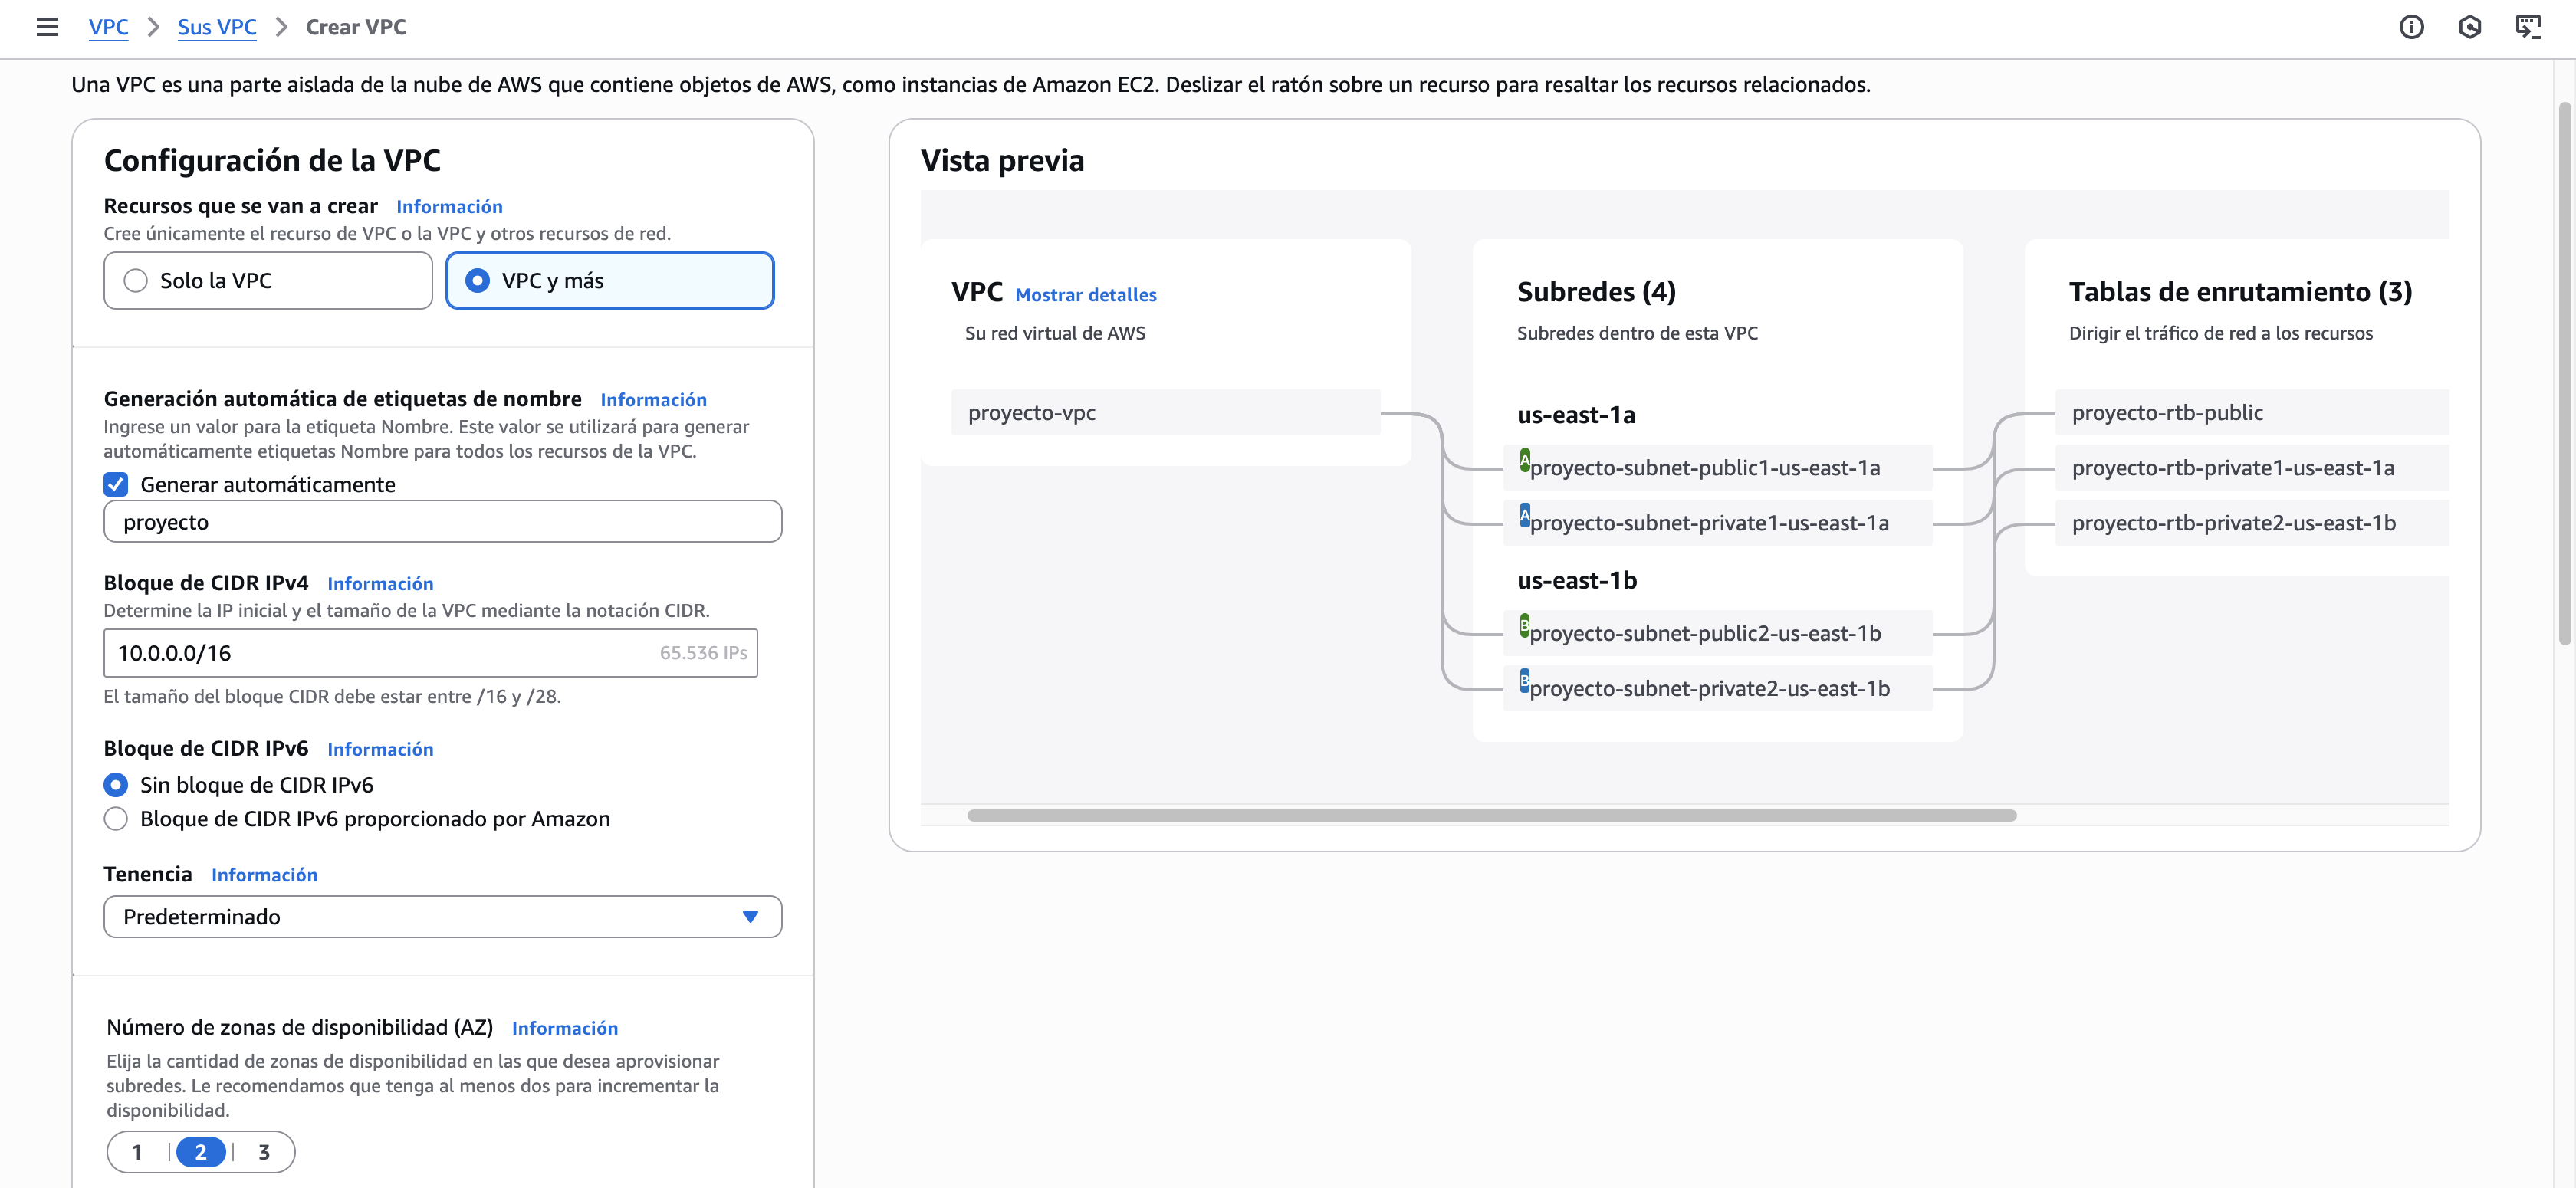 VPC > Sus VPC > Crear VPC
Una VPC es una parte aislada de la nube de AWS que contiene objetos de AWS, como instancias de Amazon EC2. Deslizar el ratón sobre un recurso para resaltar los recursos relacionados.
Configuración de la VPC
Recursos que se van a crear Información
Cree únicamente el recurso de VPC o la VPC y otros recursos de red.
Solo la VPC
VPC y más
Generación automática de etiquetas de nombre Información
Ingrese un valor para la etiqueta Nombre. Este valor se utilizará para generar
automáticamente etiquetas Nombre para todos los recursos de la VPC.
Generar automáticamente
proyecto
Bloque de CIDR IPv4 Información
Determine la IP inicial y el tamaño de la VPC mediante la notación CIDR.
10.0.0.0/16 65.536 IPs
El tamaño del bloque CIDR debe estar entre /16 y /28.
Bloque de CIDR IPv6 Información
Sin bloque de CIDR IPv6
Bloque de CIDR IPv6 proporcionado por Amazon
Tenencia Información
Predeterminado
Número de zonas de disponibilidad (AZ) Información
Elija la cantidad de zonas de disponibilidad en las que desea aprovisionar
subredes. Le recomendamos que tenga al menos dos para incrementar la
disponibilidad.
1 | 2 | 3
Vista previa
VPC Mostrar detalles
Su red virtual de AWS
proyecto-vpc
Subredes (4)
Subredes dentro de esta VPC
us-east-1a
A proyecto-subnet-public1-us-east-1a
A proyecto-subnet-private1-us-east-1a
us-east-1b
B proyecto-subnet-public2-us-east-1b
B proyecto-subnet-private2-us-east-1b
Tablas de enrutamiento (3)
Dirigir el tráfico de red a los recursos
proyecto-rtb-public
proyecto-rtb-private1-us-east-1a
proyecto-rtb-private2-us-east-1b